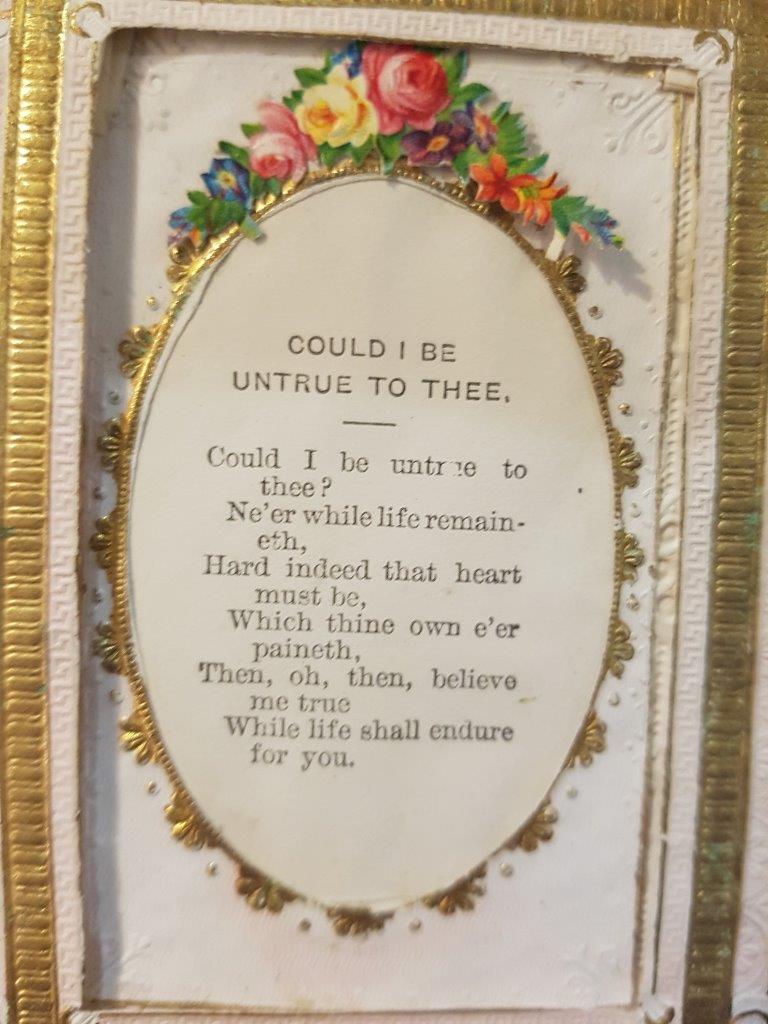 COULD I BE
UNTRUE TO THEE.
Could I be untrue to
thee?
Ne'er while life remain-
eth,
Hard indeed that heart
must be,
Which thine own e'er
paineth,
Then, oh, then, believe
me true
While life shall endure
for you.